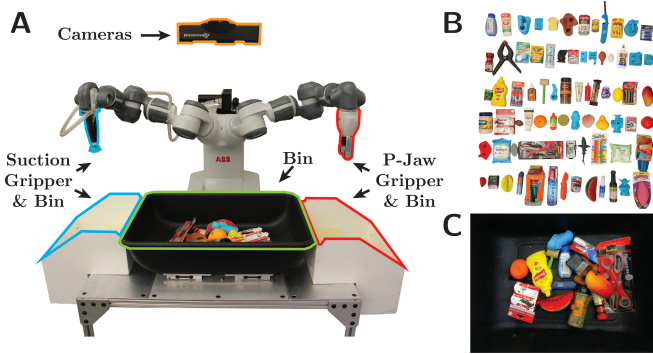 A
Cameras
Suction
Gripper
& Bin
Bin
P-Jaw
Gripper
& Bin
ABB
B
C